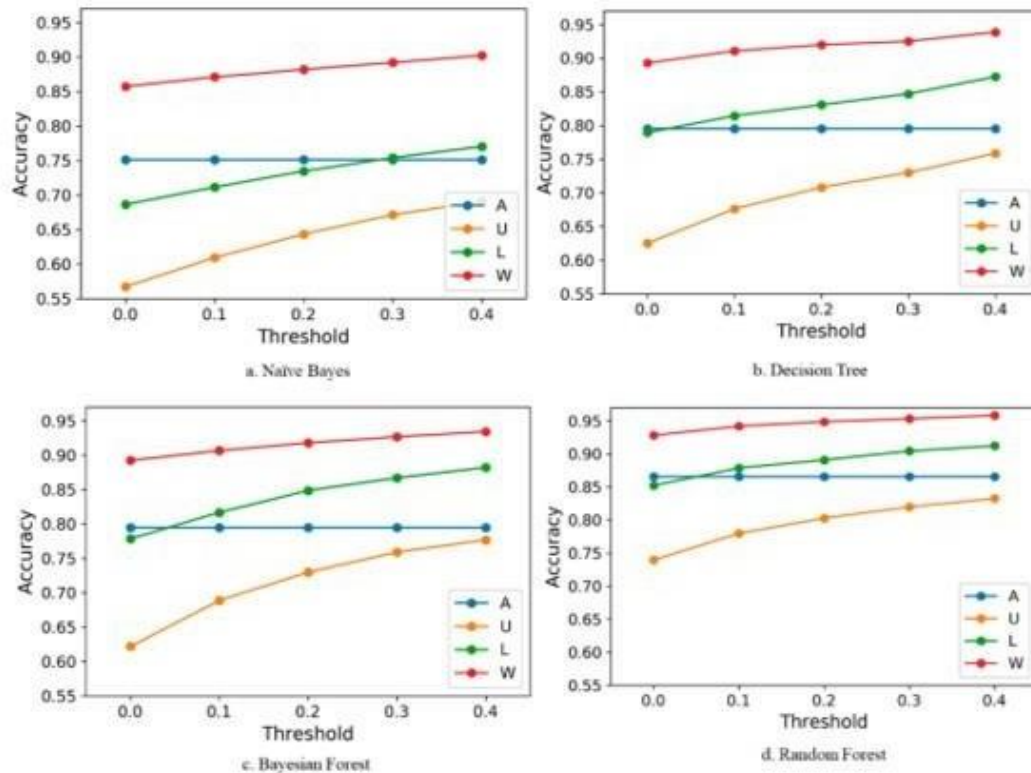 0.95
0.90
0.85
0.80
0.75
0.70
0.65
0.60
0.55
Accuracy
A
U
L
W
0.0 0.1 0.2 0.3 0.4
Threshold
a. Naïve Bayes
0.95
0.90
0.85
0.80
0.75
0.70
0.65
0.60
0.55
Accuracy
A
U
L
W
0.0 0.1 0.2 0.3 0.4
Threshold
b. Decision Tree
0.95
0.90
0.85
0.80
0.75
0.70
0.65
0.60
0.55
Accuracy
A
U
L
W
0.0 0.1 0.2 0.3 0.4
Threshold
c. Bayesian Forest
0.95
0.90
0.85
0.80
0.75
0.70
0.65
0.60
0.55
Accuracy
A
U
L
W
0.0 0.1 0.2 0.3 0.4
Threshold
d. Random Forest